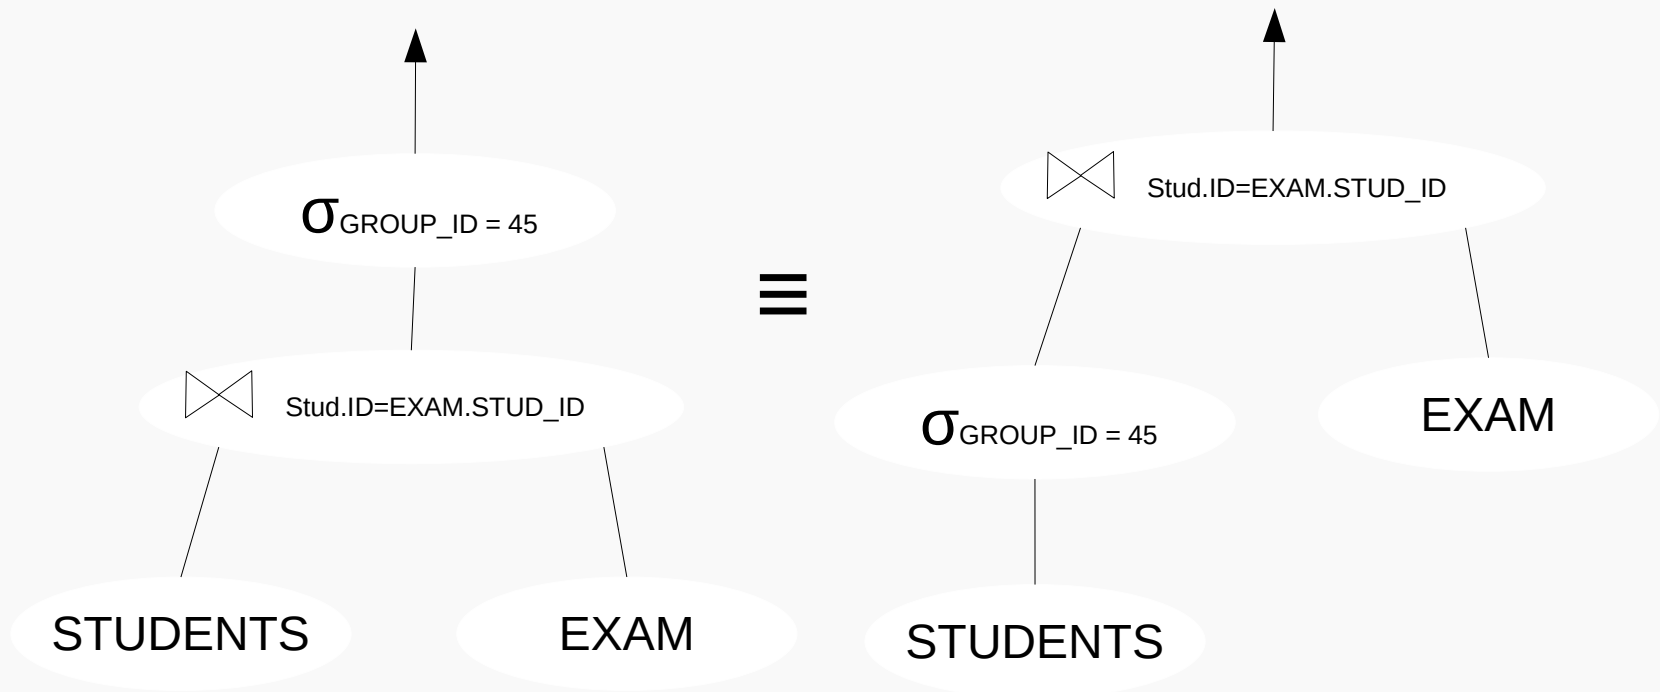 σGROUP_ID = 45
Stud.ID=EXAM.STUD_ID
STUDENTS
EXAM
≡
Stud.ID=EXAM.STUD_ID
σGROUP_ID = 45
EXAM
STUDENTS